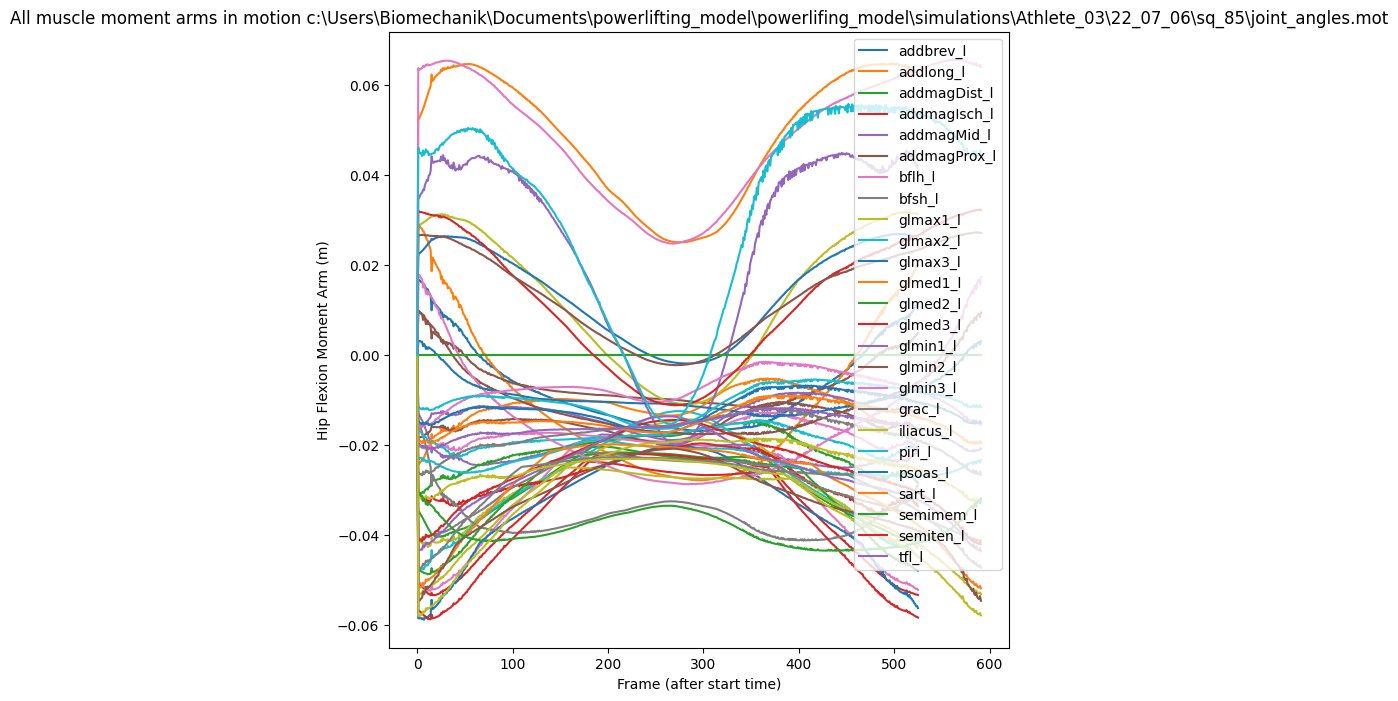 All muscle moment arms in motion c:\Users\Biomechanik\Documents\powerlifting_model\powerlifing_model\simulations\Athlete_03\22_07_06\sq_85\joint_angles.mot
Hip Flexion Moment Arm (m)
0.06
0.04
0.02
0.00
−0.02
−0.04
−0.06
addbrev_l
addlong_l
addmagDist_l
addmagIsch_l
addmagMid_l
addmagProx_l
bflh_l
bfsh_l
glmax1_l
glmax2_l
glmax3_l
glmed1_l
glmed2_l
glmed3_l
glmin1_l
glmin2_l
glmin3_l
grac_l
iliacus_l
piri_l
psoas_l
sart_l
semimem_l
semiten_l
tfl_l
0 100 200 300 400 500 600
Frame (after start time)